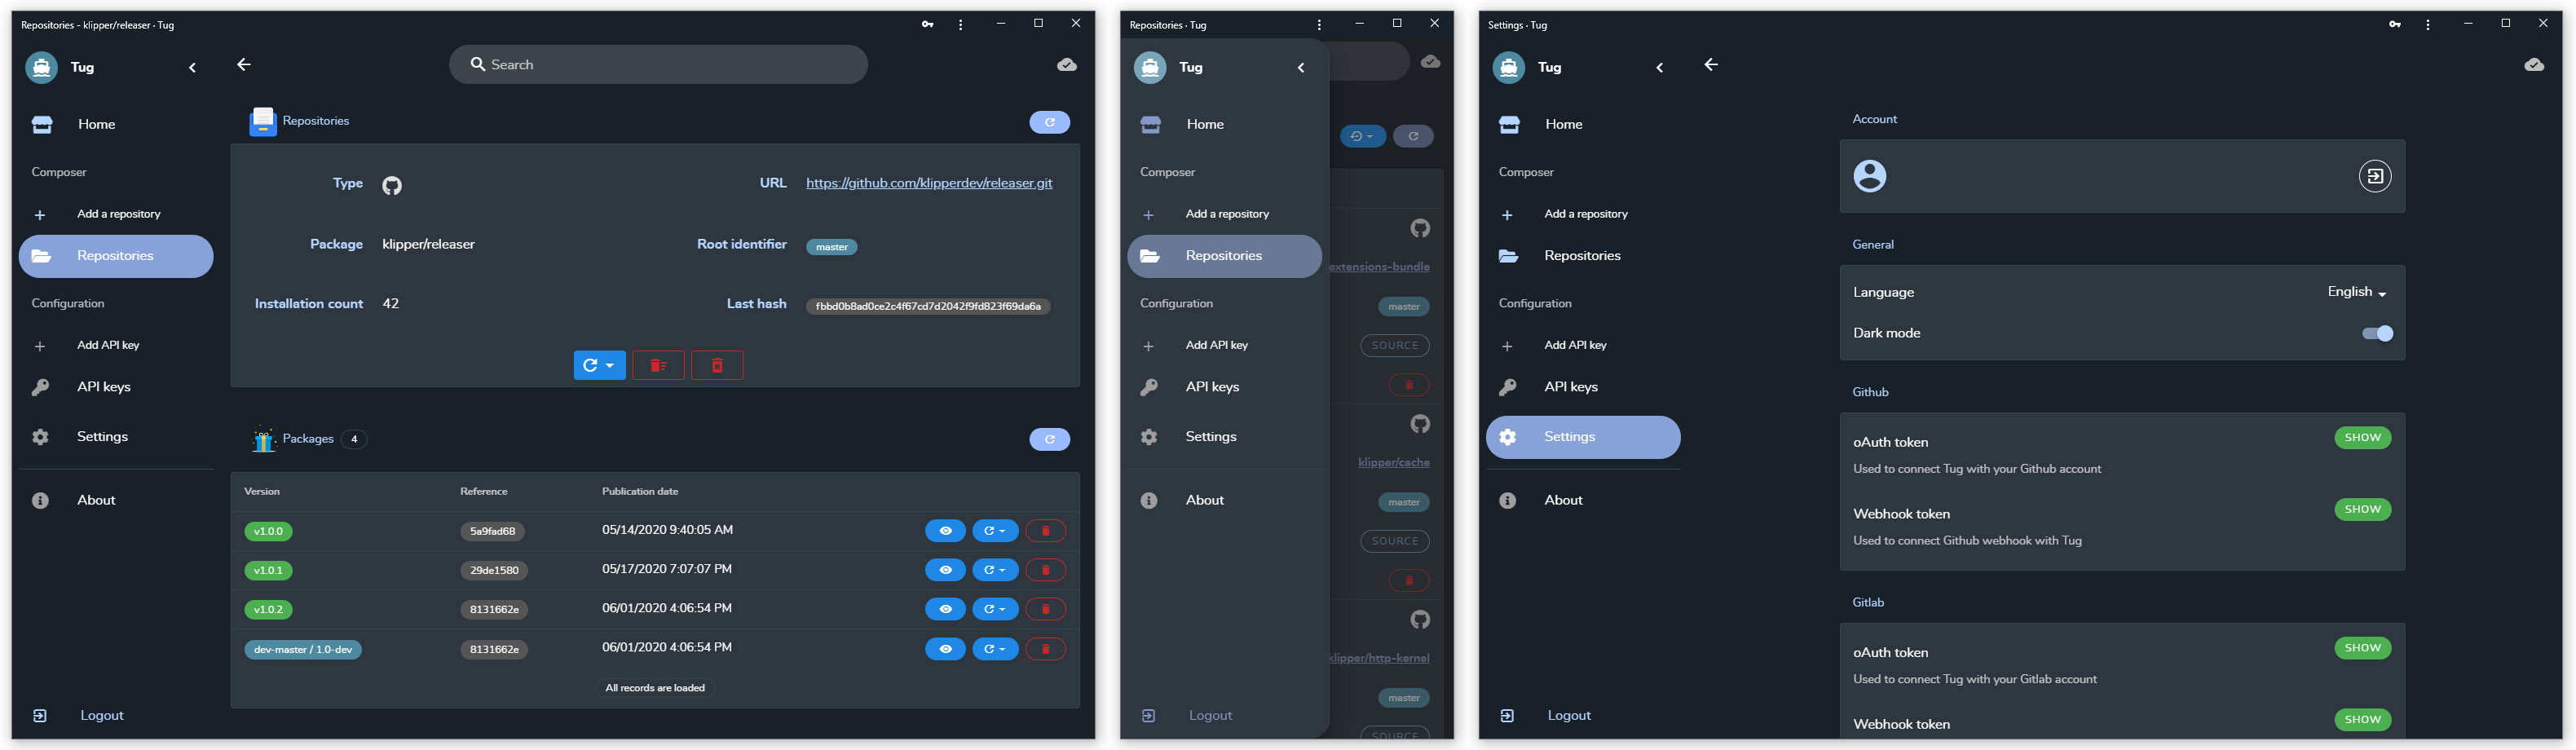 Repositories - klipper/releaser · Tug
Tug
Search
Home
Composer
Add a repository
Repositories
Configuration
Add API key
API keys
Settings
About
Logout
Repositories
Type
URL https://github.com/klipperdev/releaser.git
Package klipper/releaser
Root identifier master
Installation count 42
Last hash fbbd0b8ad0ce2c4f67cd7d2042f9fd823f69da6a
Packages 4
Version Reference Publication date
v1.0.0 5a9fad68 05/14/2020 9:40:05 AM
v1.0.1 29de1580 05/17/2020 7:07:07 PM
v1.0.2 8131662e 06/01/2020 4:06:54 PM
dev-master / 1.0-dev 8131662e 06/01/2020 4:06:54 PM
All records are loaded
Repositories · Tug
Tug
Home
Composer
Add a repository
Repositories
Configuration
Add API key
API keys
Settings
About
Logout
extensions-bundle
master
SOURCE
klipper/cache
master
SOURCE
klipper/http-kernel
master
SOURCE
Settings · Tug
Tug
Home
Composer
Add a repository
Repositories
Configuration
Add API key
API keys
Settings
About
Logout
Account
General
Language English
Dark mode
Github
oAuth token SHOW
Used to connect Tug with your Github account
Webhook token SHOW
Used to connect Github webhook with Tug
Gitlab
oAuth token SHOW
Used to connect Tug with your Gitlab account
Webhook token SHOW